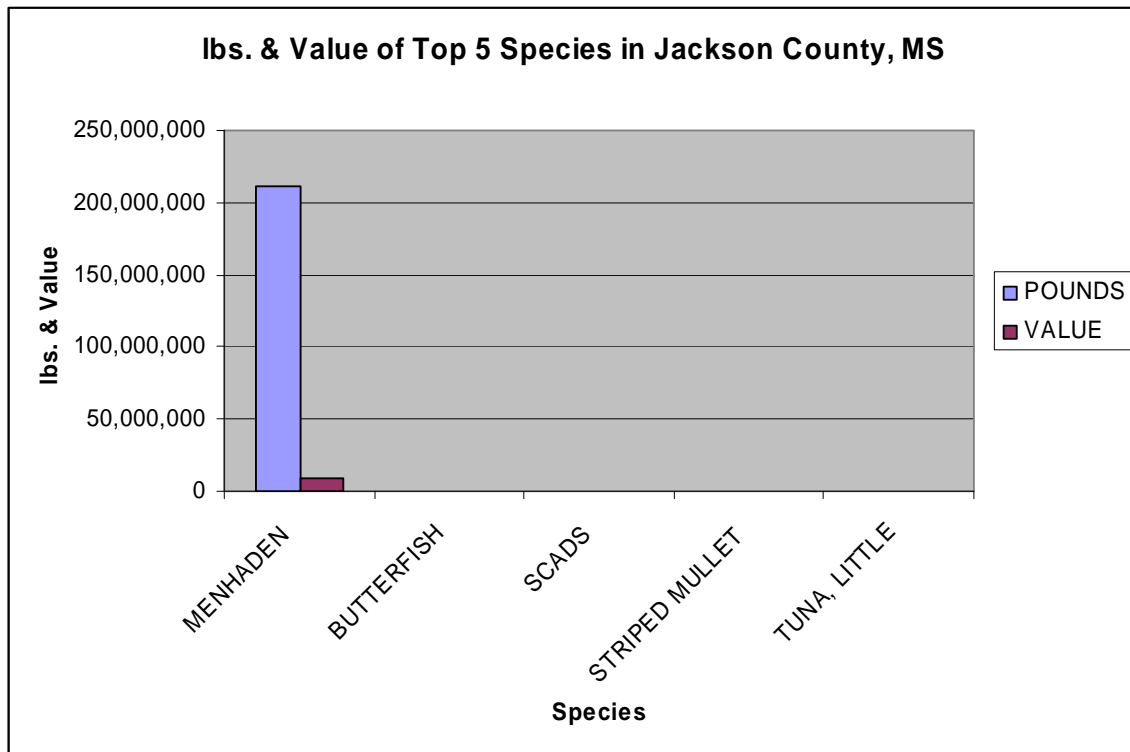 lbs. & Value of Top 5 Species in Jackson County, MS
250,000,000
200,000,000
150,000,000
100,000,000
50,000,000
0
lbs. & Value
MENHADEN
BUTTERFISH
SCADS
STRIPED MULLET
TUNA, LITTLE
Species
POUNDS
VALUE